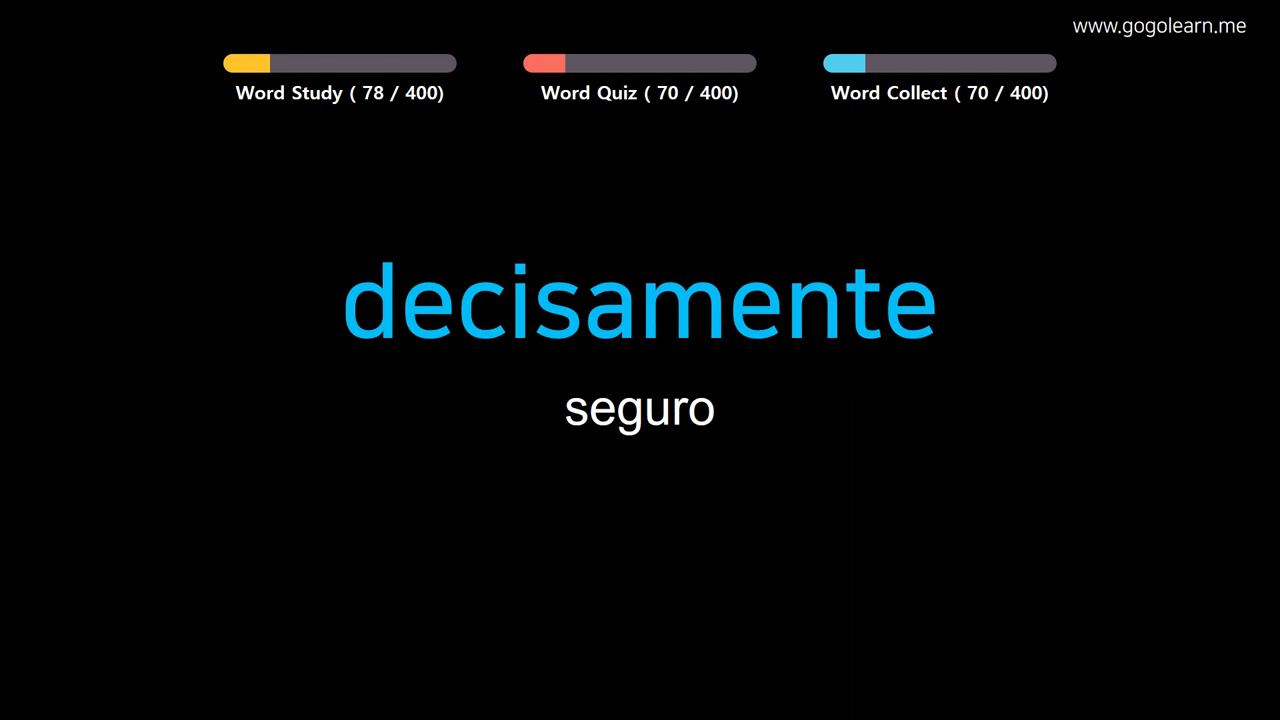 www.gogolearn.me
Word Study ( 78 / 400)
Word Quiz ( 70 / 400)
Word Collect ( 70 / 400)
decisamente
seguro